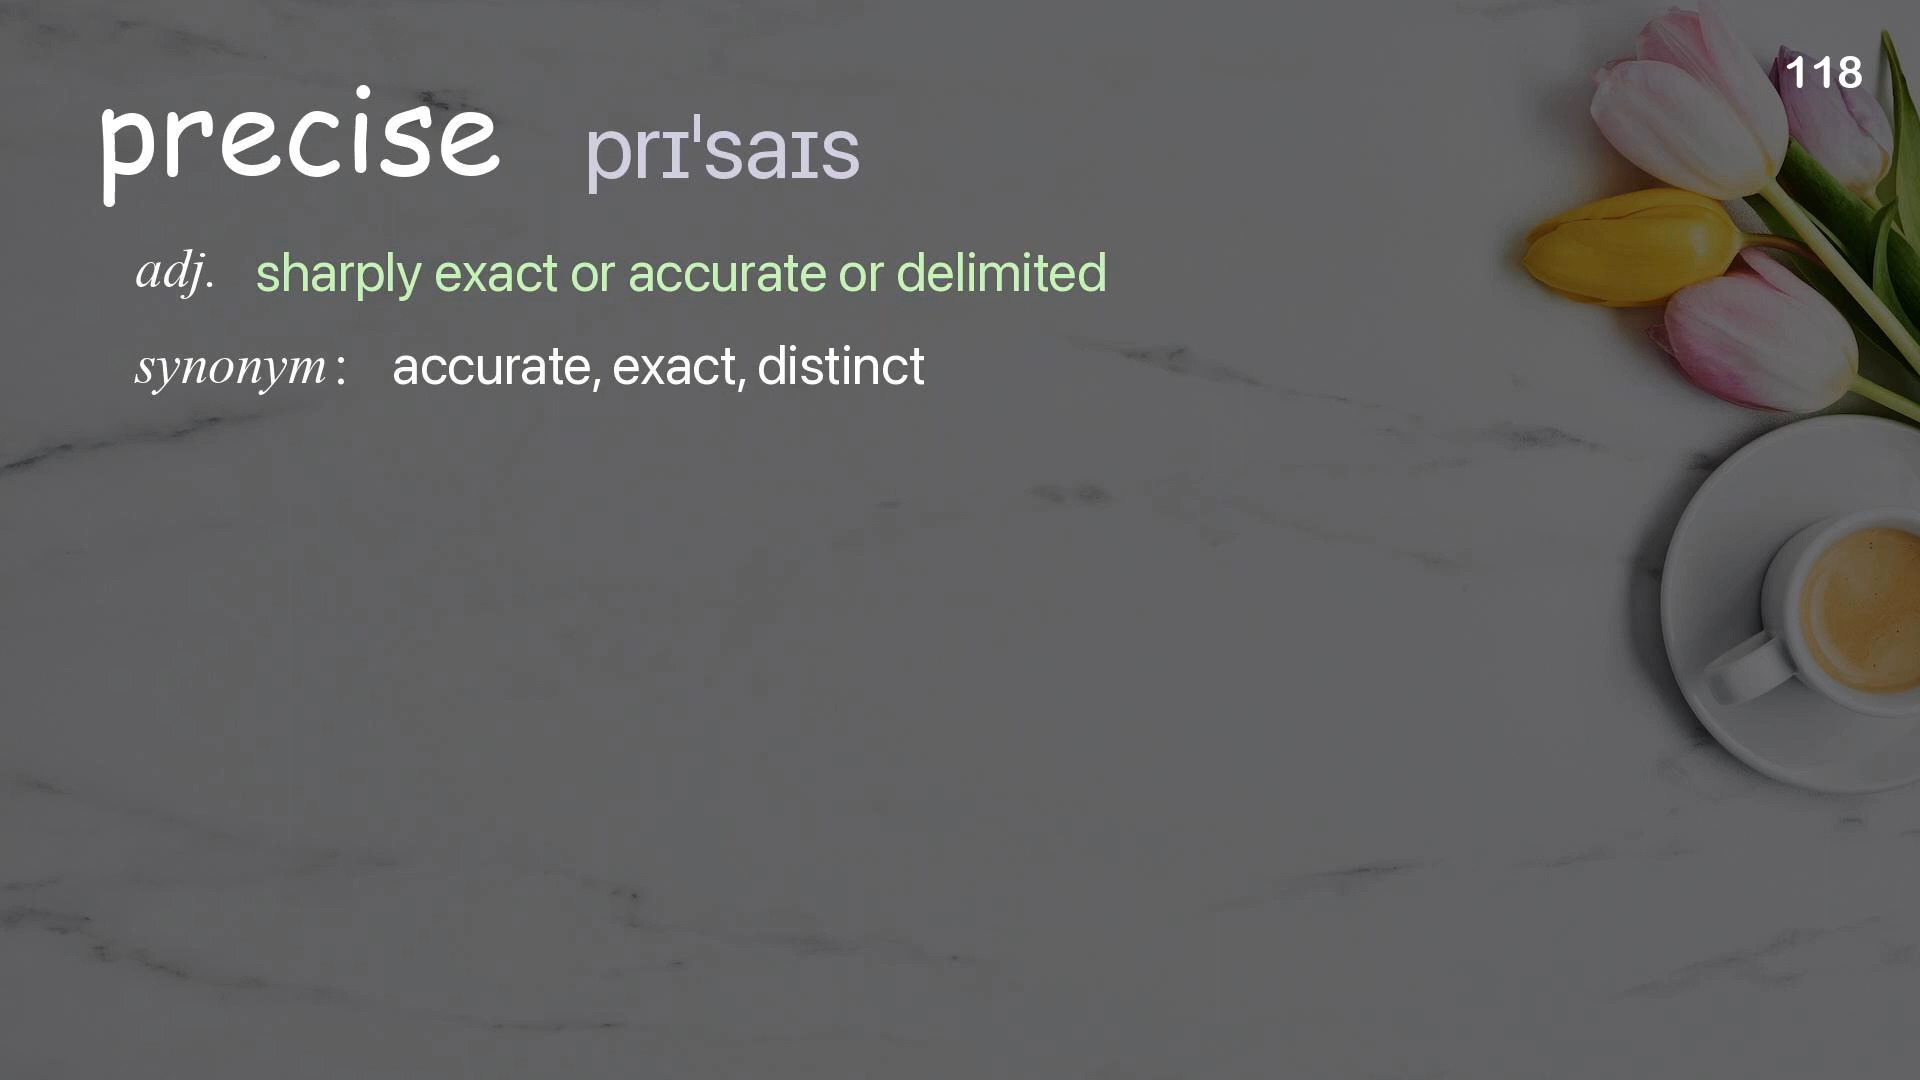 118
precise prɪˈsaɪs
adj. sharply exact or accurate or delimited
synonym: accurate, exact, distinct